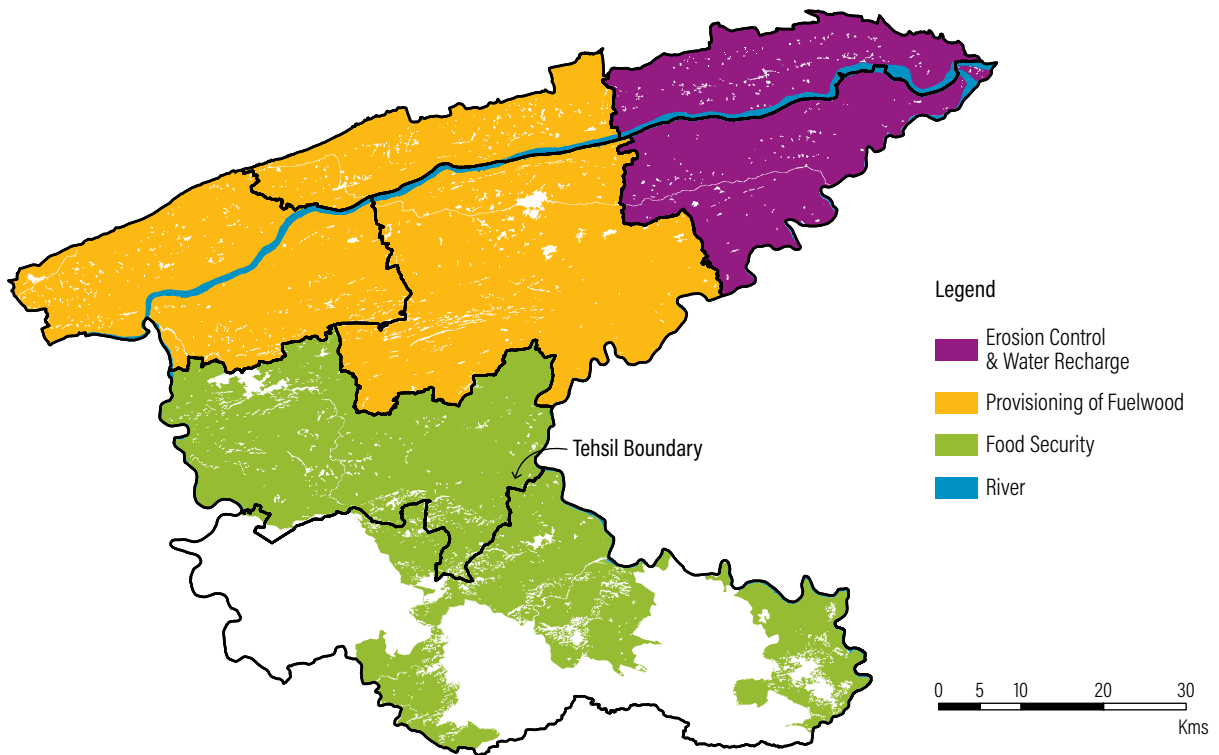 Legend
Erosion Control
& Water Recharge
Provisioning of Fuelwood
Food Security
River
Tehsil Boundary
0 5 10 20 30
Kms